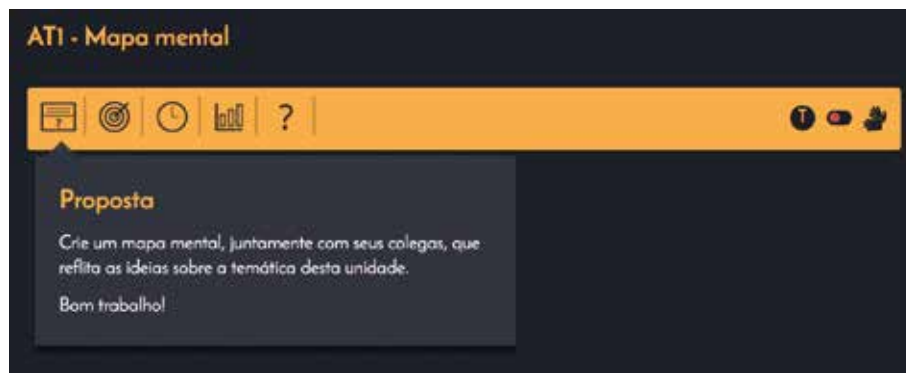 AT1 - Mapa mental
?
?
T
Proposta
Crie um mapa mental, juntamente com seus colegas, que
reflita as ideias sobre a temática desta unidade.
Bom trabalho!